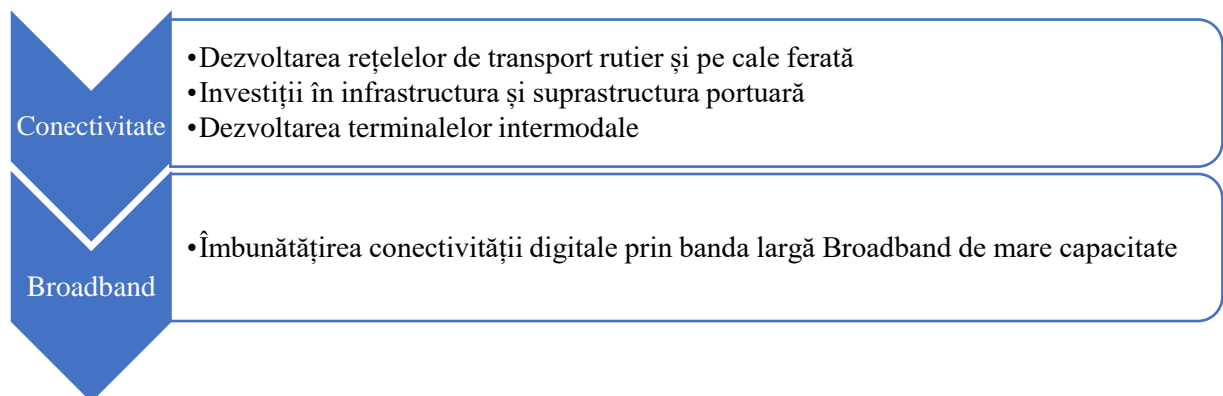 Conectivitate
•Dezvoltarea rețelelor de transport rutier și pe cale ferată
•Investiții în infrastructura și suprastructura portuară
•Dezvoltarea terminalelor intermodale
Broadband
•Îmbunătățirea conectivității digitale prin banda largă Broadband de mare capacitate